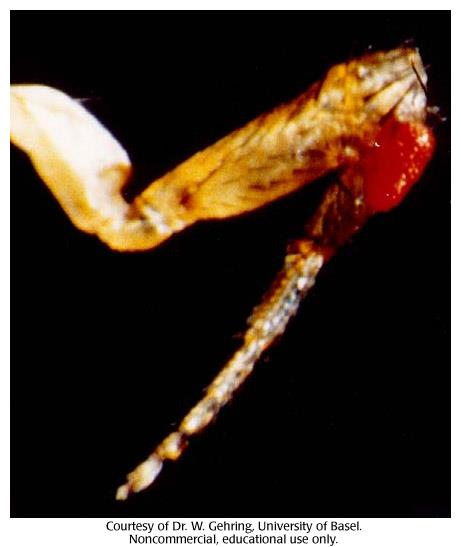 Courtesy of Dr. W. Gehring, University of Basel.
Noncommercial, educational use only.